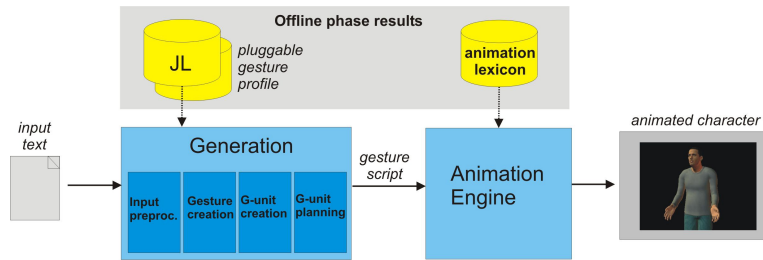 Offline phase results
JL
pluggable
gesture
profile
animation
lexicon
input
text
Generation
Input
preproc.
Gesture
creation
G-unit
creation
G-unit
planning
gesture
script
Animation
Engine
animated character